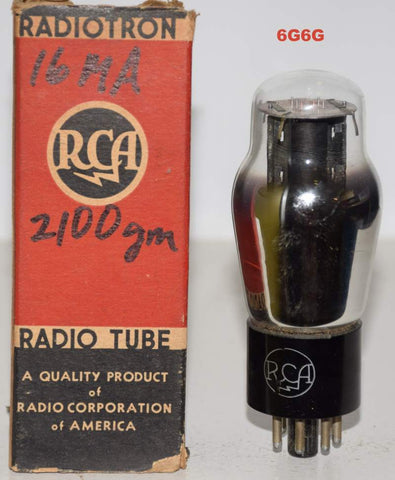 RADIOTRON
16 MA
RCA
2100 gm
RADIO TUBE
A QUALITY PRODUCT
of
RADIO CORPORATION
of AMERICA
6G6G
RCA